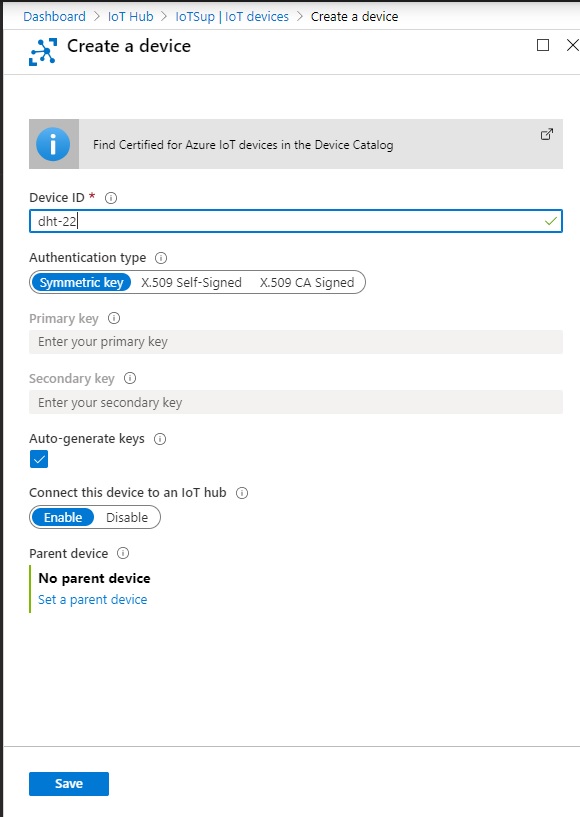 Dashboard > IoT Hub > IoTSup | IoT devices > Create a device
Create a device
Find Certified for Azure IoT devices in the Device Catalog
Device ID *
dht-22
Authentication type
Symmetric key X.509 Self-Signed X.509 CA Signed
Primary key
Enter your primary key
Secondary key
Enter your secondary key
Auto-generate keys
Connect this device to an IoT hub
Enable Disable
Parent device
No parent device
Set a parent device
Save